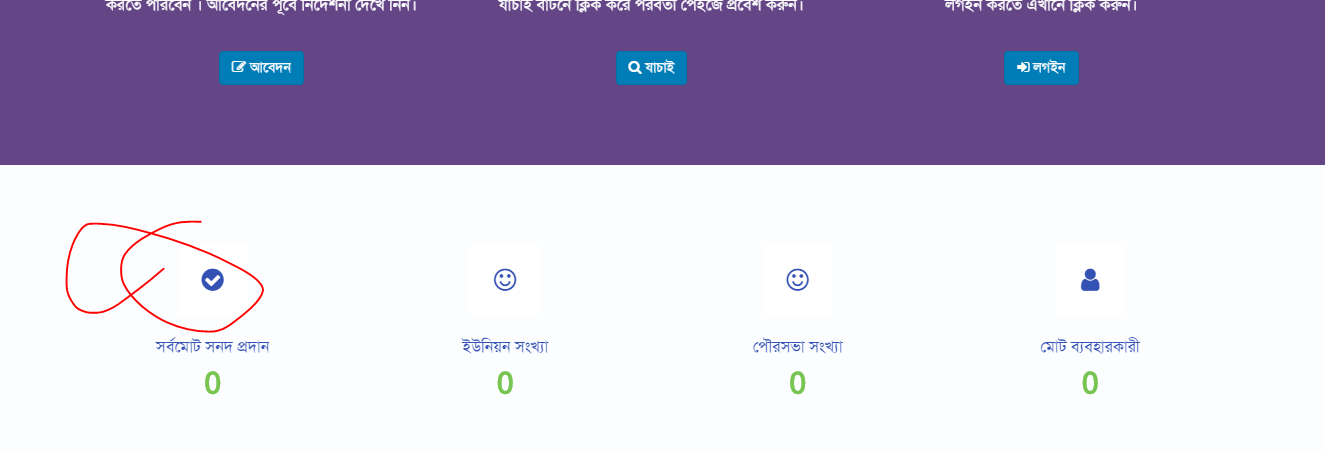 করতে পারবেন । আবেদনের পূর্বে নির্দেশনা দেখে নিন।
যাচাই বাটনে ক্লিক করে পরবর্তী পেইজে প্রবেশ করুন।
লগইন করতে এখানে ক্লিক করুন।
আবেদন
যাচাই
লগইন
সর্বমোট সনদ প্রদান
ইউনিয়ন সংখ্যা
পৌরসভা সংখ্যা
মোট ব্যবহারকারী
0
0
0
0